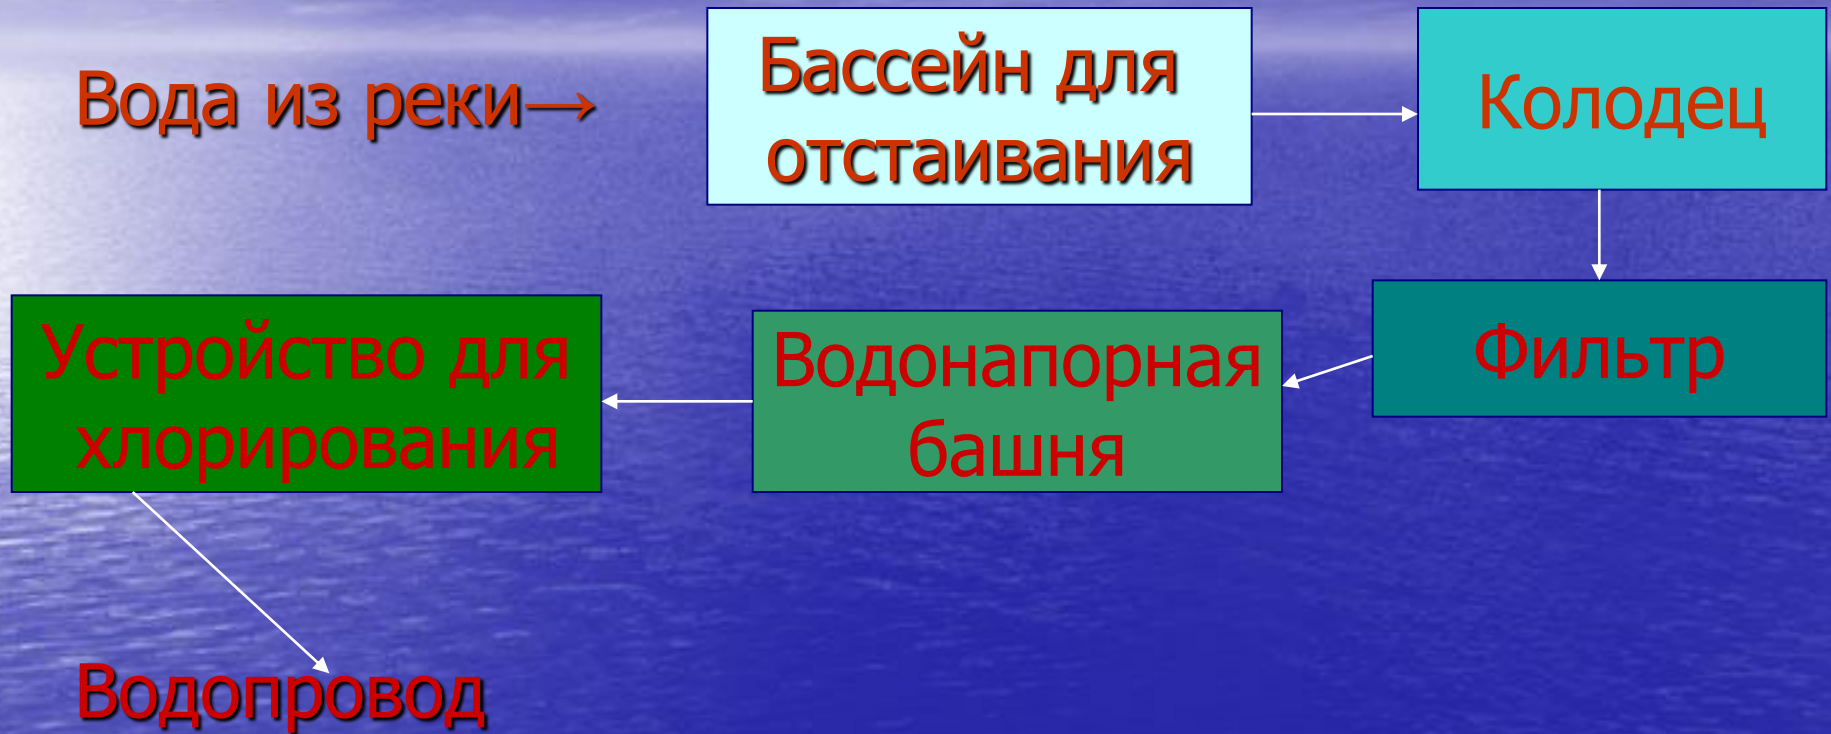 Вода из реки→
Бассейн для
отстаивания
Колодец
Фильтр
Водонапорная
башня
Устройство для
хлорирования
Водопровод